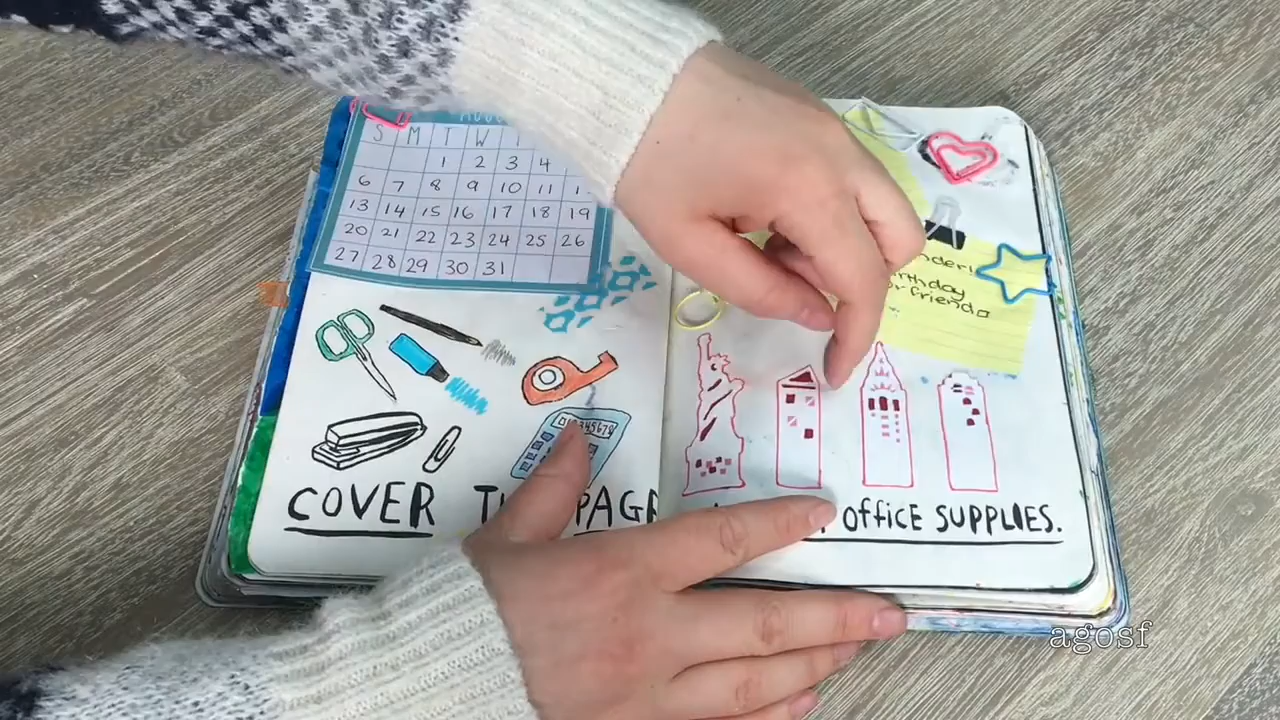 S M T W
1 2 3 4
6 7 8 9 10 11
13 14 15 16 17 18 19
20 21 22 23 24 25 26
27 28 29 30 31
birthday
friend
COVER PAGE
OFFICE SUPPLIES.
agosf